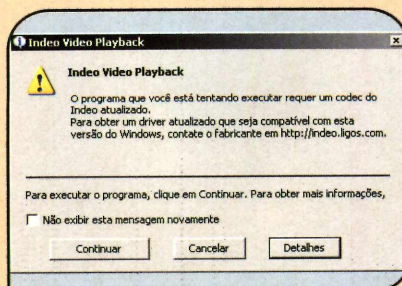 Indeo Video Playback
Indeo Video Playback
O programa que você está tentando executar requer um codec do
Indeo atualizado.
Para obter um driver atualizado que seja compatível com esta
versão do Windows, contate o fabricante em http://indeo.ligos.com.
Para executar o programa, clique em Continuar. Para obter mais informações,
Não exibir esta mensagem novamente
Continuar Cancelar Detalhes